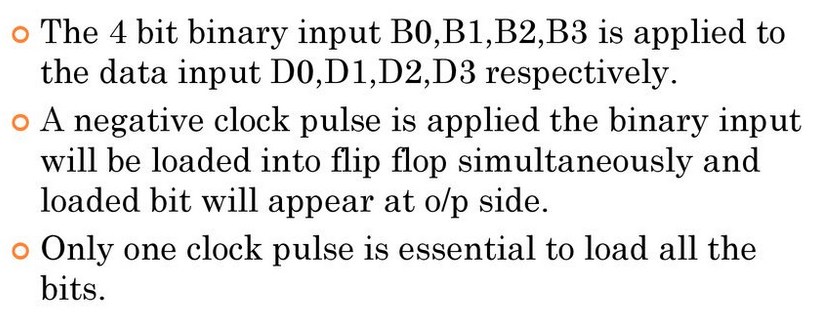 The 4 bit binary input B0,B1,B2,B3 is applied to
the data input D0,D1,D2,D3 respectively.
A negative clock pulse is applied the binary input
will be loaded into flip flop simultaneously and
loaded bit will appear at o/p side.
Only one clock pulse is essential to load all the
bits.